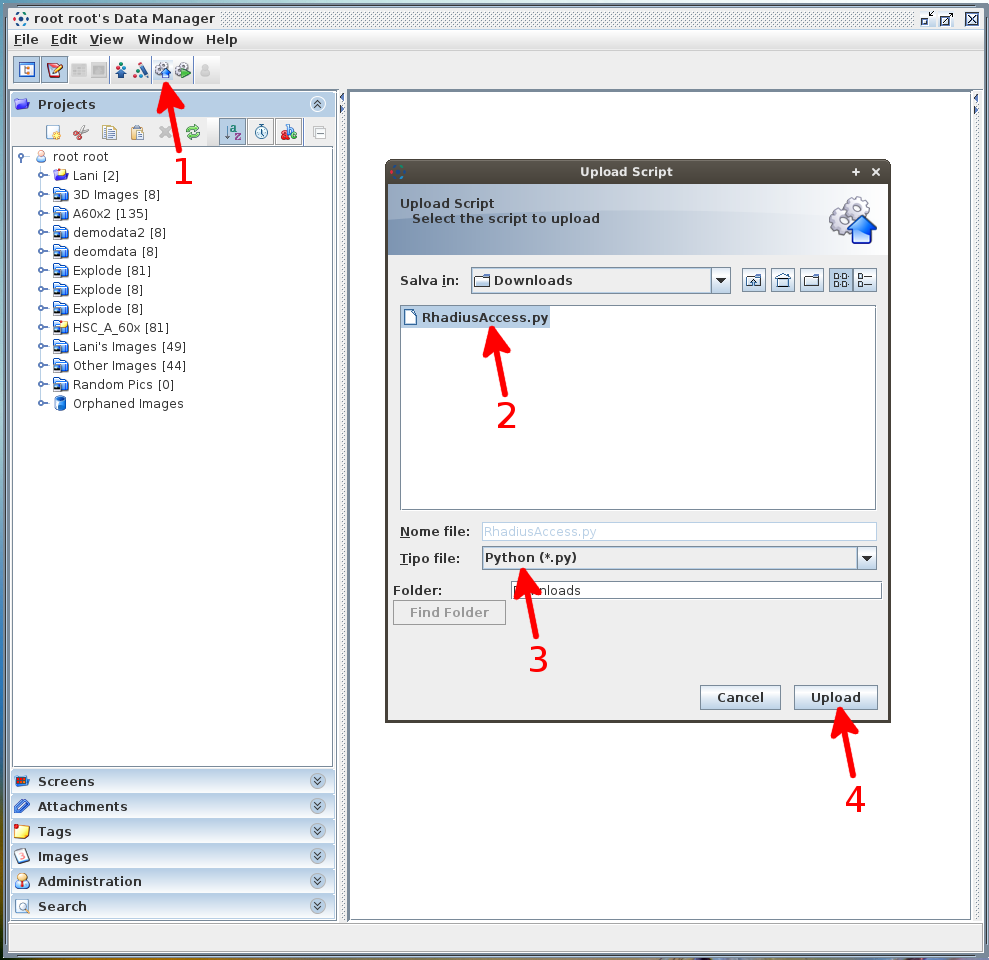 root root's Data Manager
File Edit View Window Help
Projects
root root
Lani [2]
3D Images [8]
A60x2 [135]
demodata2 [8]
deomdata [8]
Explode [81]
Explode [8]
Explode [8]
HSC_A_60x [81]
Lani's Images [49]
Other Images [44]
Random Pics [0]
Orphaned Images
Screens
Attachments
Tags
Images
Administration
Search
1
Upload Script
Upload Script
Select the script to upload
Salva in: Downloads
RhadiusAccess.py
2
Nome file: RhadiusAccess.py
Tipo file: Python (*.py)
Folder: Downloads
Find Folder
3
Cancel Upload
4